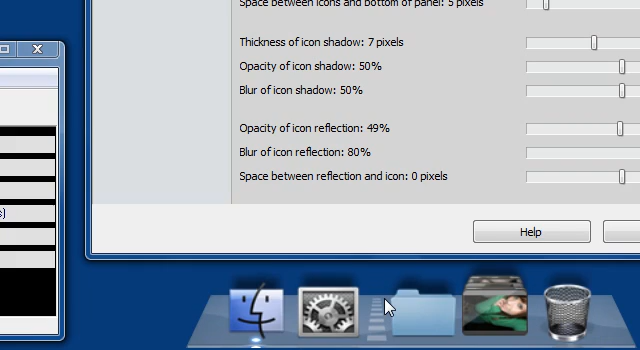 Space between icons and bottom of panel: 5 pixels
Thickness of icon shadow: 7 pixels
Opacity of icon shadow: 50%
Blur of icon shadow: 50%
Opacity of icon reflection: 49%
Blur of icon reflection: 80%
Space between reflection and icon: 0 pixels
s)
Help